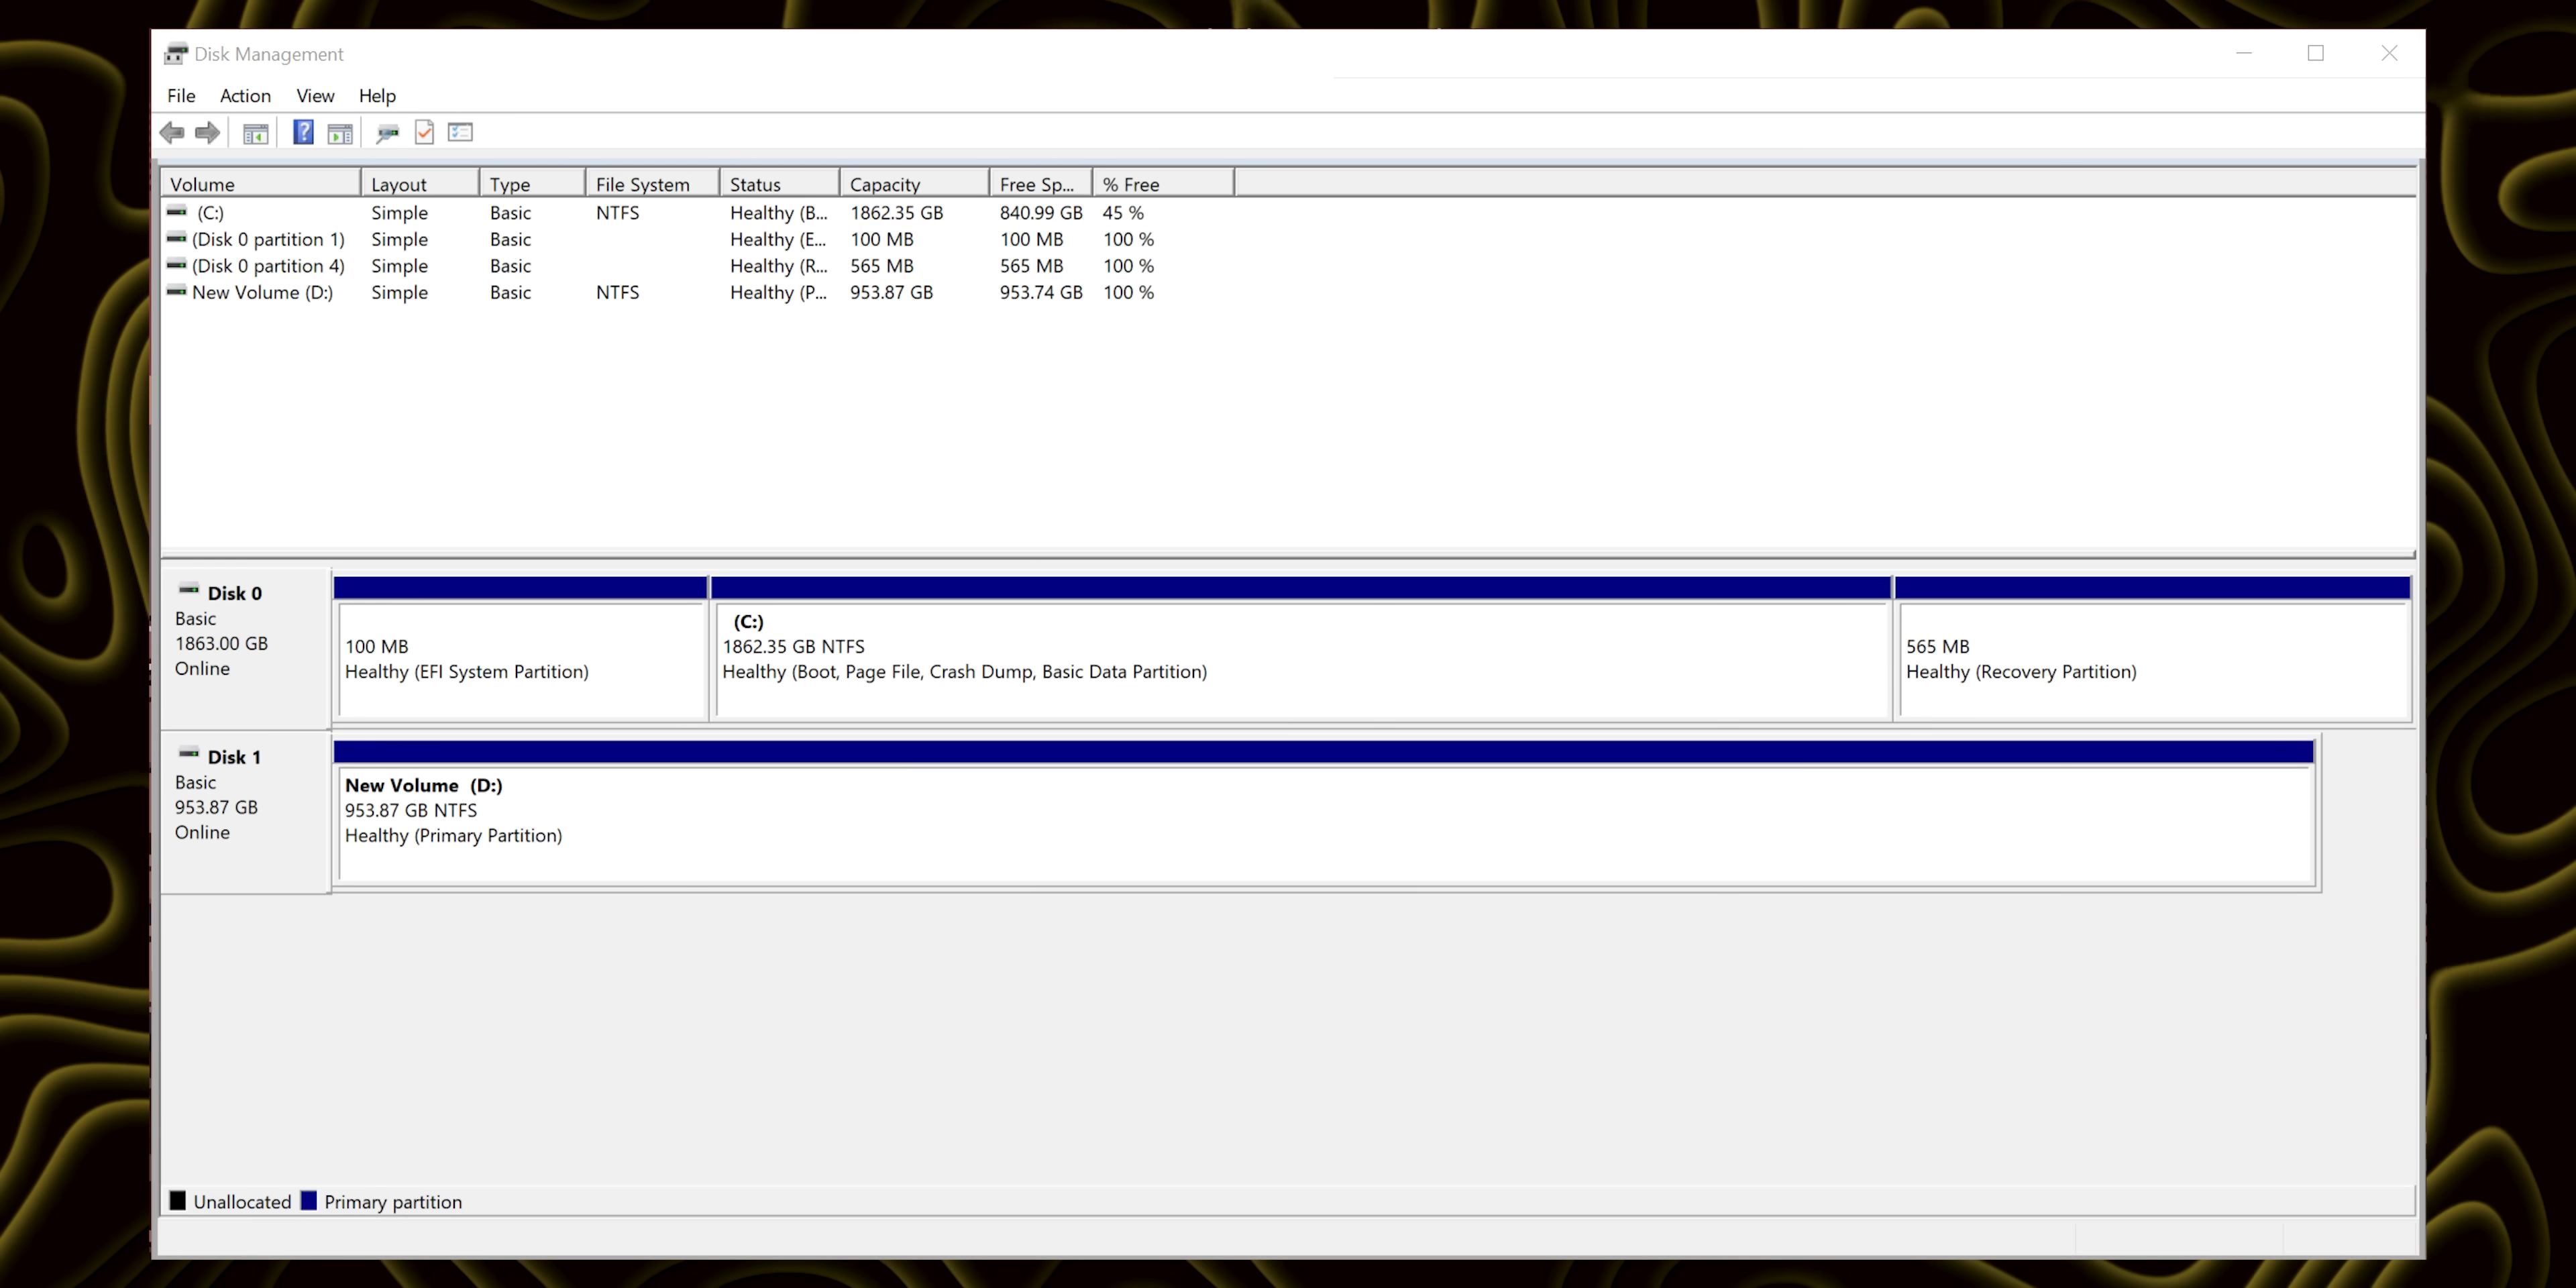 Disk Management
File Action View Help
Volume Layout Type File System Status Capacity Free Sp... % Free
(C:) Simple Basic NTFS Healthy (B... 1862.35 GB 840.99 GB 45 %
(Disk 0 partition 1) Simple Basic Healthy (E... 100 MB 100 MB 100 %
(Disk 0 partition 4) Simple Basic Healthy (R... 565 MB 565 MB 100 %
New Volume (D:) Simple Basic NTFS Healthy (P... 953.87 GB 953.74 GB 100 %
Disk 0
Basic
1863.00 GB
Online
100 MB
Healthy (EFI System Partition)
(C:)
1862.35 GB NTFS
Healthy (Boot, Page File, Crash Dump, Basic Data Partition)
565 MB
Healthy (Recovery Partition)
Disk 1
Basic
953.87 GB
Online
New Volume (D:)
953.87 GB NTFS
Healthy (Primary Partition)
Unallocated Primary partition